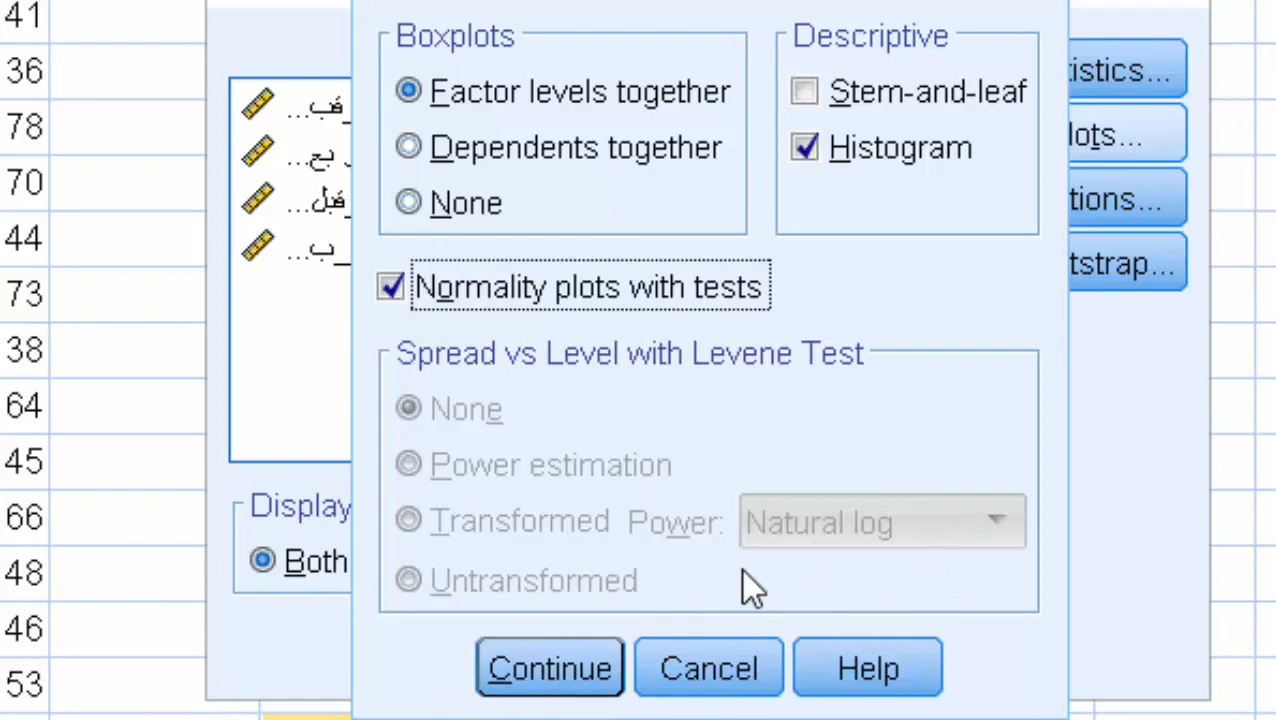 41
36
78
70
44
73
38
64
45
66
48
46
53
Display
Both
Boxplots
Factor levels together
Dependents together
None
Descriptive
Stem-and-leaf
Histogram
Normality plots with tests
Spread vs Level with Levene Test
None
Power estimation
Transformed Power: Natural log
Untransformed
Continue Cancel Help
tistics...
lots...
tions...
tstrap...